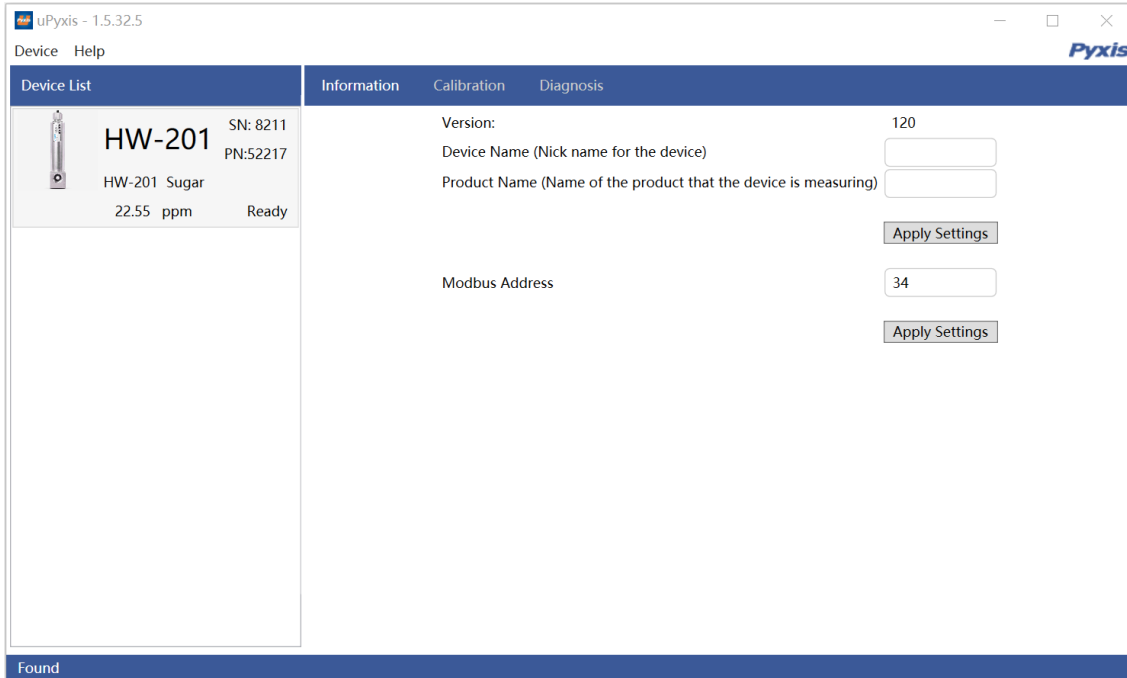 uPyxis - 1.5.32.5
Device Help
Pyxis
Device List
Information Calibration Diagnosis
HW-201
SN: 8211
PN:52217
HW-201 Sugar
22.55 ppm Ready
Version: 120
Device Name (Nick name for the device)
Product Name (Name of the product that the device is measuring)
Apply Settings
Modbus Address 34
Apply Settings
Found